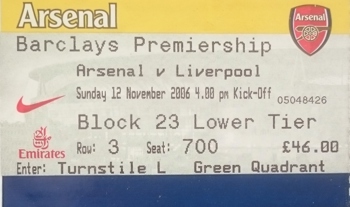 Arsenal
Arsenal
Barclays Premiership
Arsenal v Liverpool
Sunday 12 November 2006 4.00 pm Kick-Off
05048426
Block 23 Lower Tier
Emirates
Row: 3 Seat: 700 £46.00
Enter: Turnstile L Green Quadrant